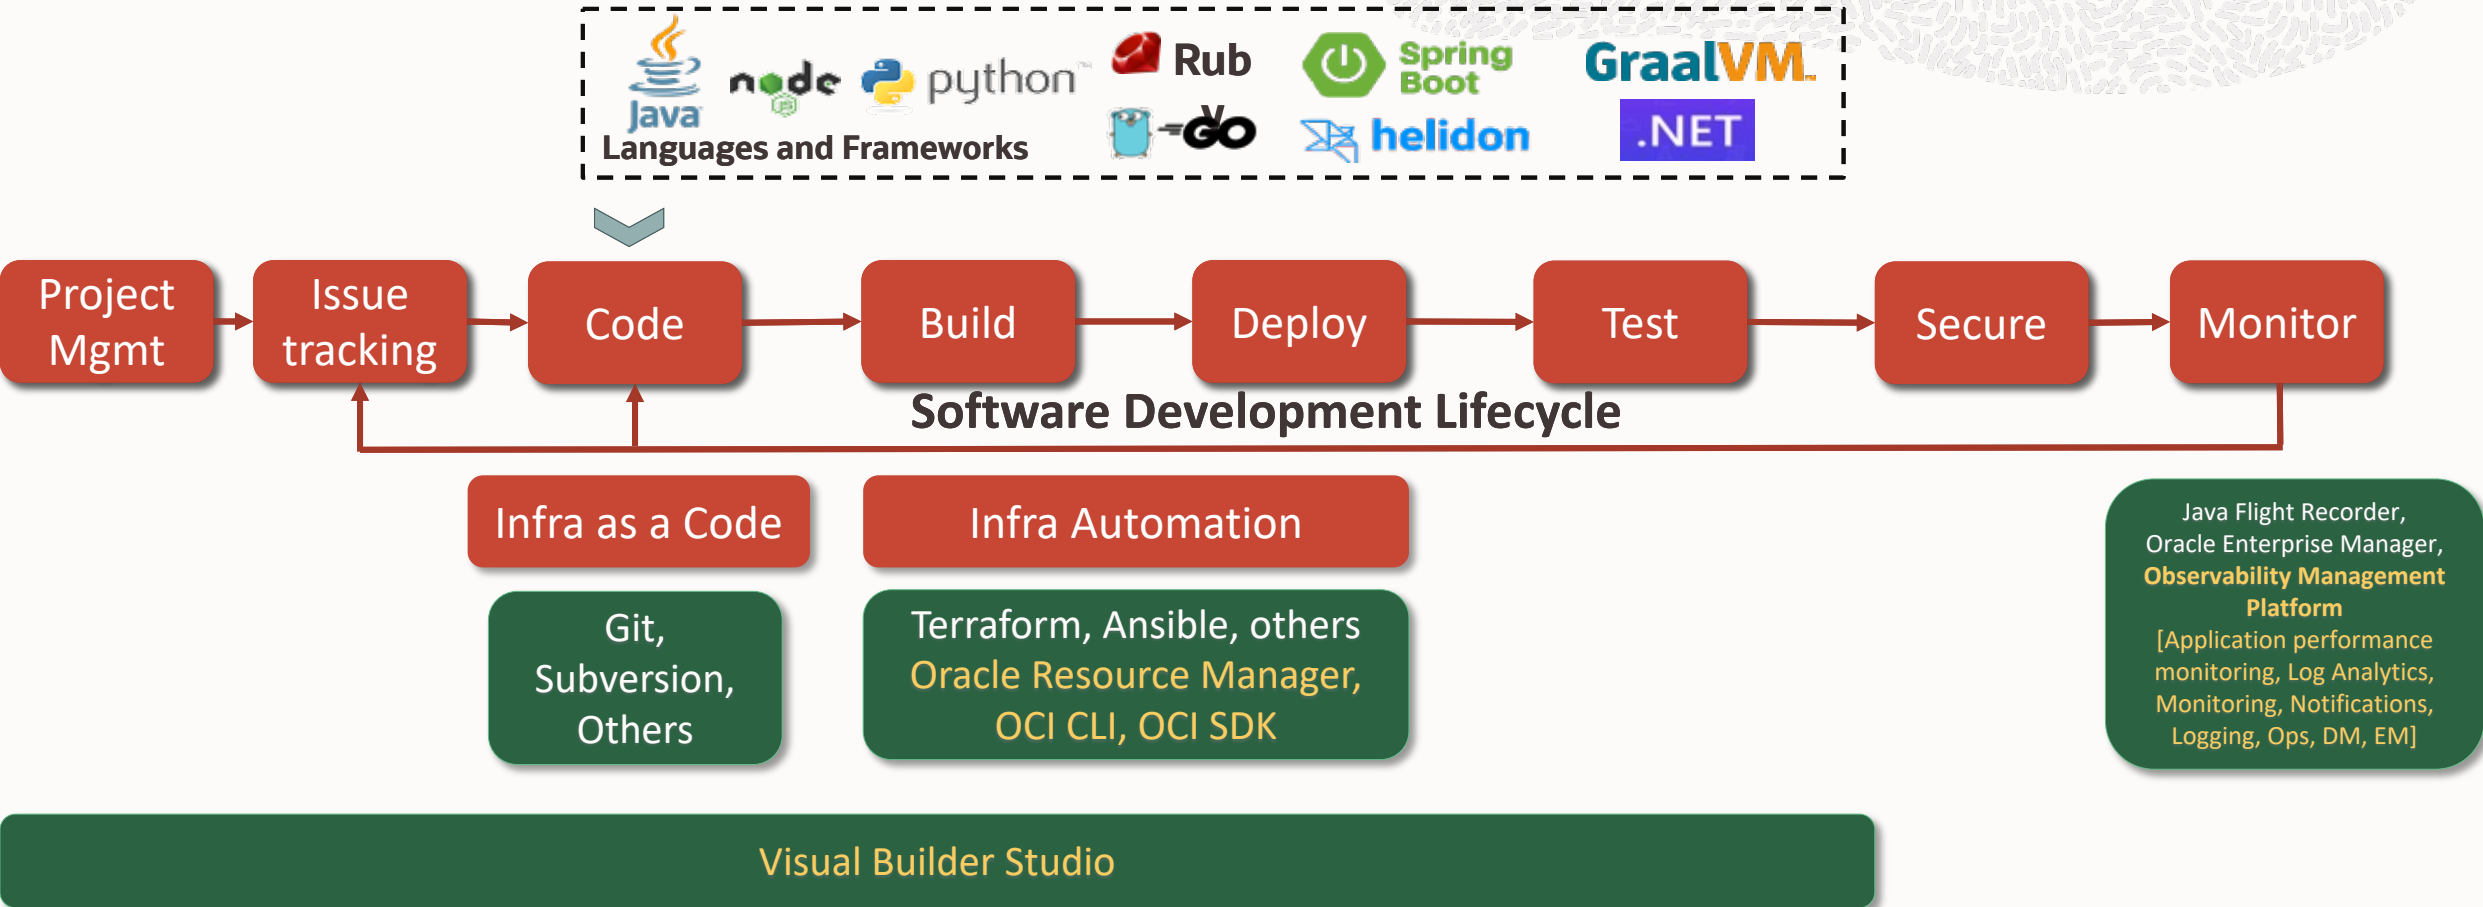 Java
node
JS
python™
Rub
y
GO
Spring
Boot
helidon
GraalVM™
.NET
Languages and Frameworks
Project
Mgmt
Issue
tracking
Code
Build
Deploy
Test
Secure
Monitor
Software Development Lifecycle
Infra as a Code
Infra Automation
Git,
Subversion,
Others
Terraform, Ansible, others
Oracle Resource Manager,
OCI CLI, OCI SDK
Java Flight Recorder,
Oracle Enterprise Manager,
Observability Management
Platform
[Application performance
monitoring, Log Analytics,
Monitoring, Notifications,
Logging, Ops, DM, EM]
Visual Builder Studio